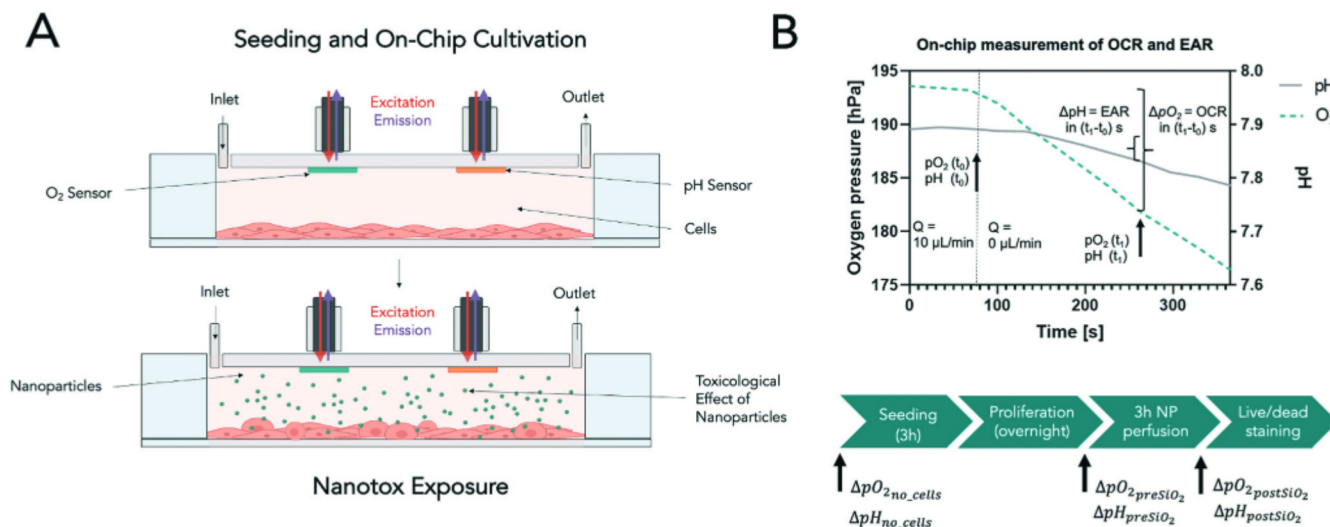 A
Seeding and On-Chip Cultivation
Inlet
Excitation
Emission
Outlet
O₂ Sensor
pH Sensor
Cells
Inlet
Excitation
Emission
Outlet
Nanoparticles
Toxicological
Effect of
Nanoparticles
Nanotox Exposure
B
On-chip measurement of OCR and EAR
Oxygen pressure [hPa]
195
190
185
180
175
8.0
7.9
7.8
7.7
7.6
pH
pH
O
ΔpH = EAR
in (t₁-t₀) s
ΔpO₂ = OCR
in (t₁-t₀) s
pO₂ (t₀)
pH (t₀)
Q =
10 µL/min
Q =
0 µL/min
pO₂ (t₁)
pH (t₁)
0
100
200
300
Time [s]
Seeding
(3h)
Proliferation
(overnight)
3h NP
perfusion
Live/dead
staining
ΔpO₂no_cells
ΔpHno_cells
ΔpO₂preSiO₂
ΔpHpreSiO₂
ΔpO₂postSiO₂
ΔpHpostSiO₂